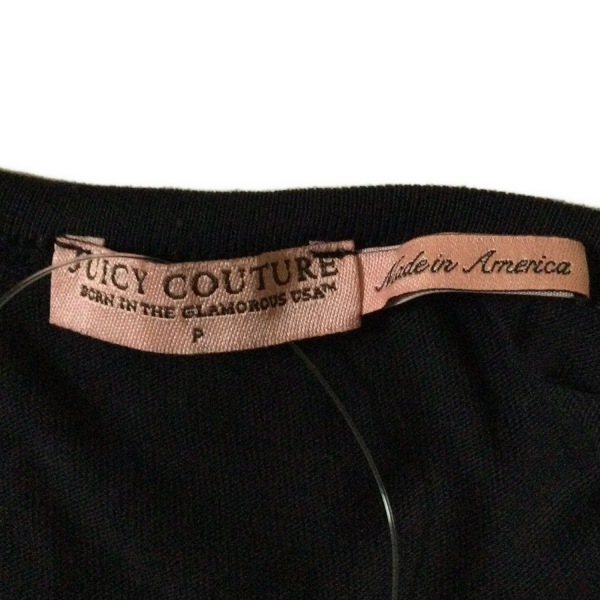 JUICY COUTURE
BORN IN THE GLAMOROUS USA™
P
Made in America